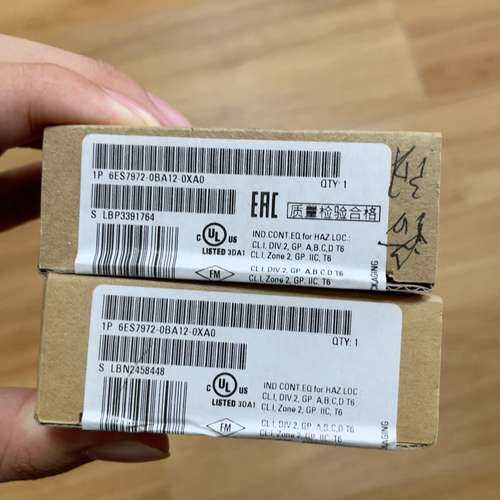 1P 6ES7972-0BA12-0XA0
QTY: 1
S LBP3391764
EAC
质量检验合格
UL
C US
LISTED 3DA1
IND.CONT.EQ for HAZ.LOC.:
CL.I, DIV.2, GP. A,B,C,D T6
CL.I, Zone 2, GP. IIC, T6
FM
CL.I, DIV.2, GP. A,B,C,D T6
CL.I, Zone 2, GP. IIC, T6
1P 6ES7972-0BA12-0XA0
QTY: 1
S LBN2458448
UL
C US
LISTED 3DA1
IND CONT.EQ for HAZ LOC
CL.I, DIV.2, GP. A,B,C,D T6
CL.I, Zone 2, GP. IIC, T6
FM
CL.I, DIV.2, GP. A,B,C,D T6
CL.I, Zone 2, GP. IIC, T6